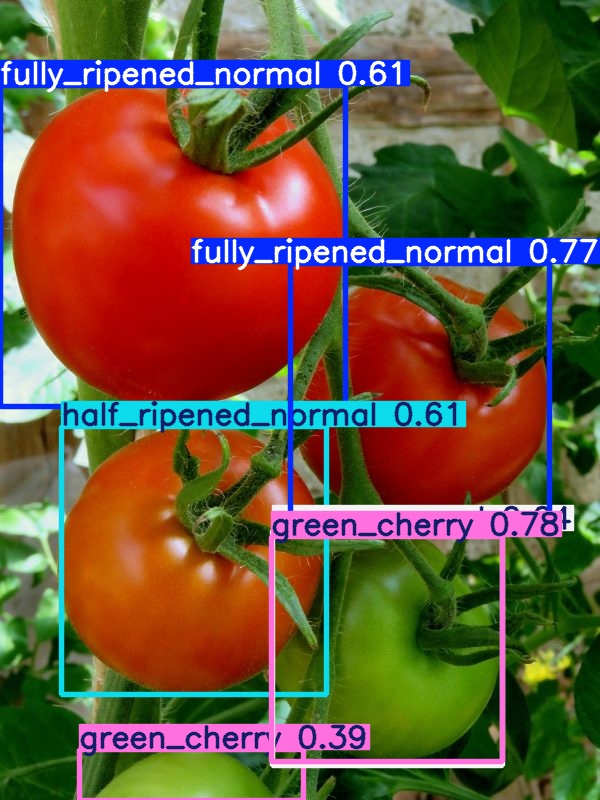 fully_ripened_normal 0.61
fully_ripened_normal 0.77
half_ripened_normal 0.61
green_cherry 0.78
green_cherry 0.39